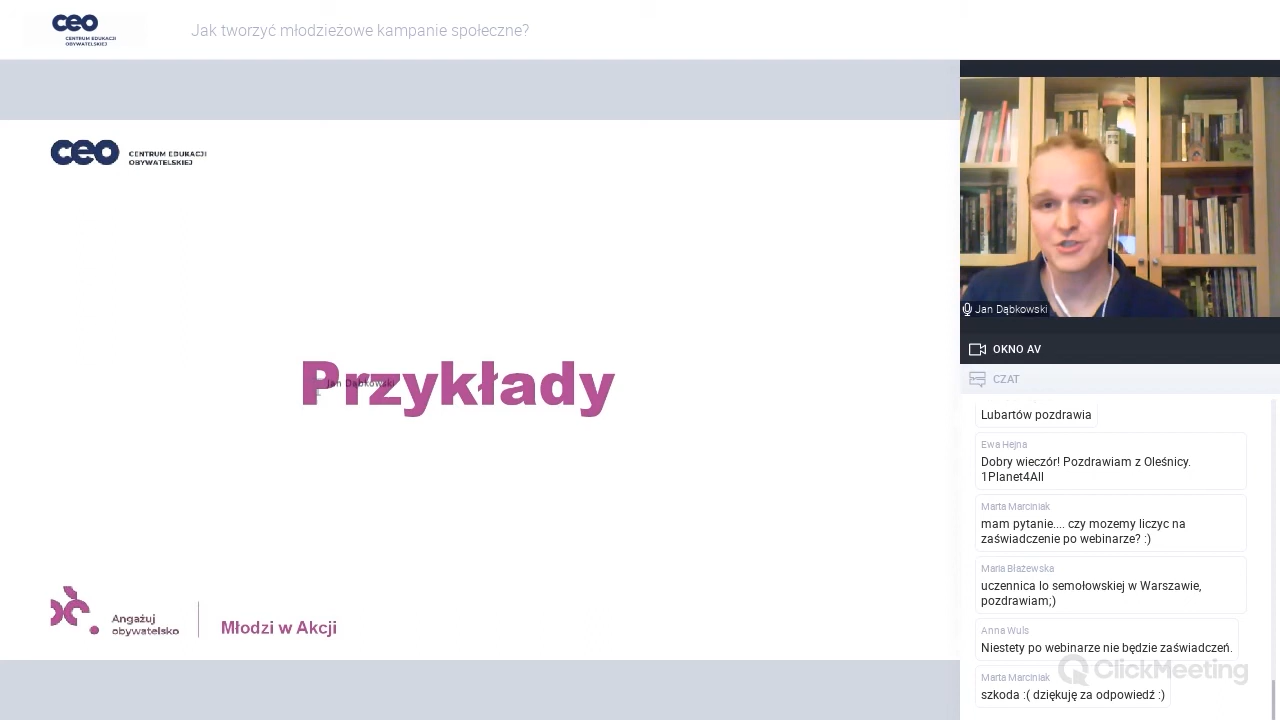 ceo
CENTRUM EDUKACJI
OBYWATELSKIEJ
Jak tworzyć młodzieżowe kampanie społeczne?
ceo
CENTRUM EDUKACJI
OBYWATELSKIEJ
Przykłady
Jan Dąbkowski
Angażuj
obywatelsko
Młodzi w Akcji
Jan Dąbkowski
OKNO AV
CZAT
Lubartów pozdrawia
Ewa Hejna
Dobry wieczór! Pozdrawiam z Oleśnicy.
1Planet4All
Marta Marciniak
mam pytanie.... czy mozemy liczyc na
zaświadczenie po webinarze? :)
Maria Błażewska
uczennica lo semołowskiej w Warszawie,
pozdrawiam;)
Anna Wuls
Niestety po webinarze nie będzie zaświadczeń.
Marta Marciniak
szkoda :( dziękuję za odpowiedź :)
ClickMeeting